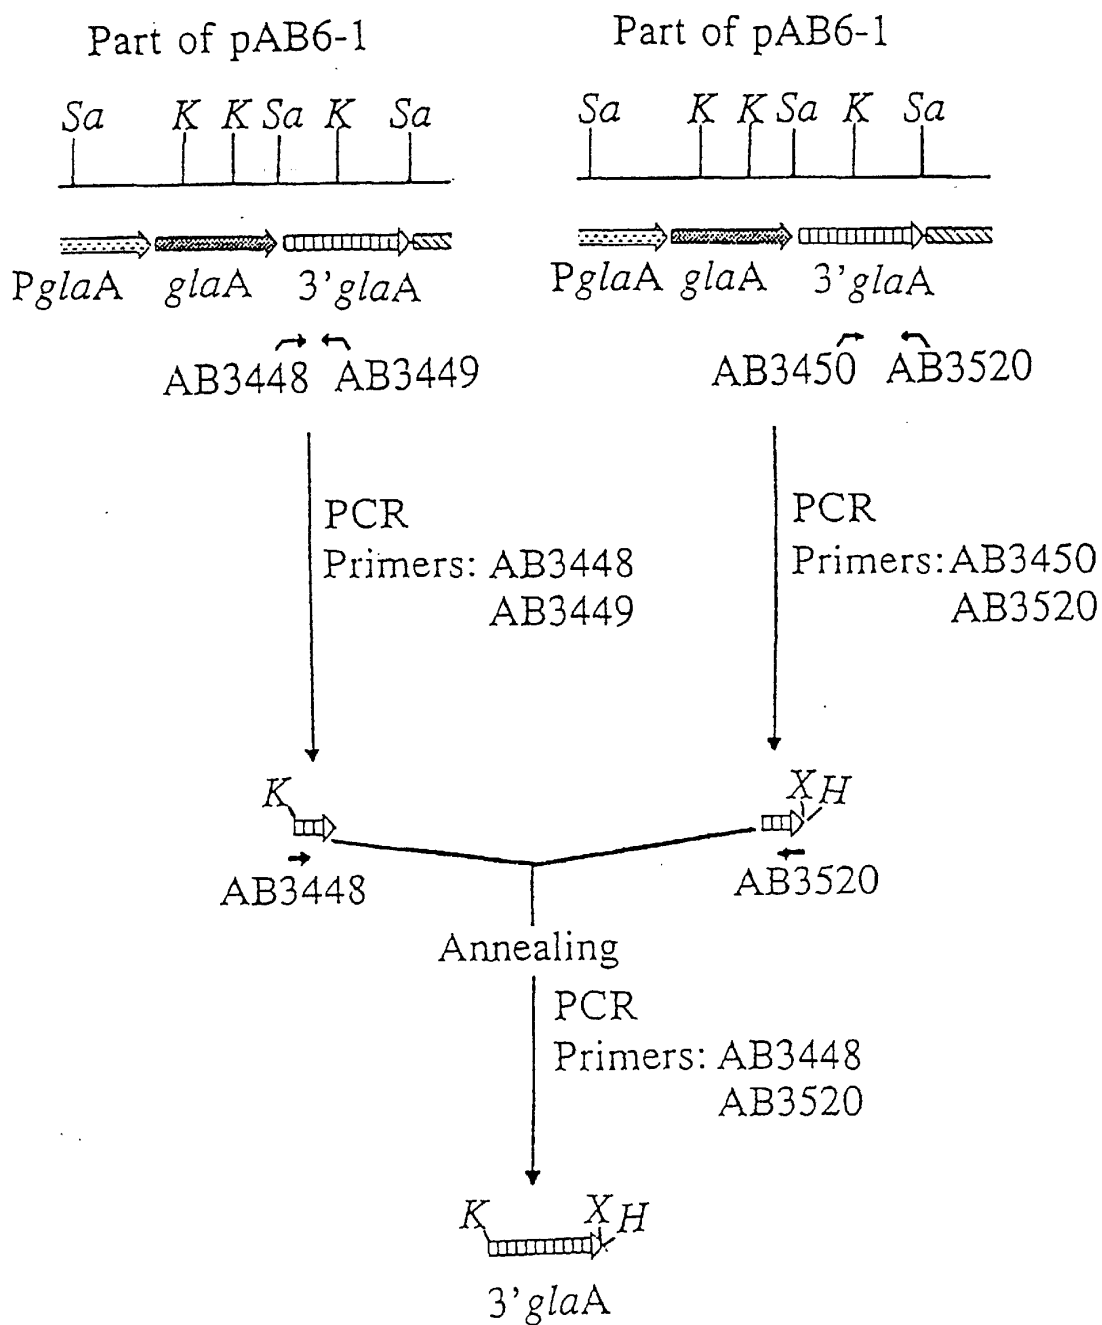 Part of pAB6-1
Part of pAB6-1
Sa K K Sa K Sa
Sa K K Sa K Sa
PglaA glaA 3'glaA
PglaA glaA 3'glaA
AB3448 AB3449
AB3450 AB3520
PCR
Primers: AB3448
AB3449
PCR
Primers: AB3450
AB3520
K
X H
AB3448
AB3520
Annealing
PCR
Primers: AB3448
AB3520
K X H
3'glaA